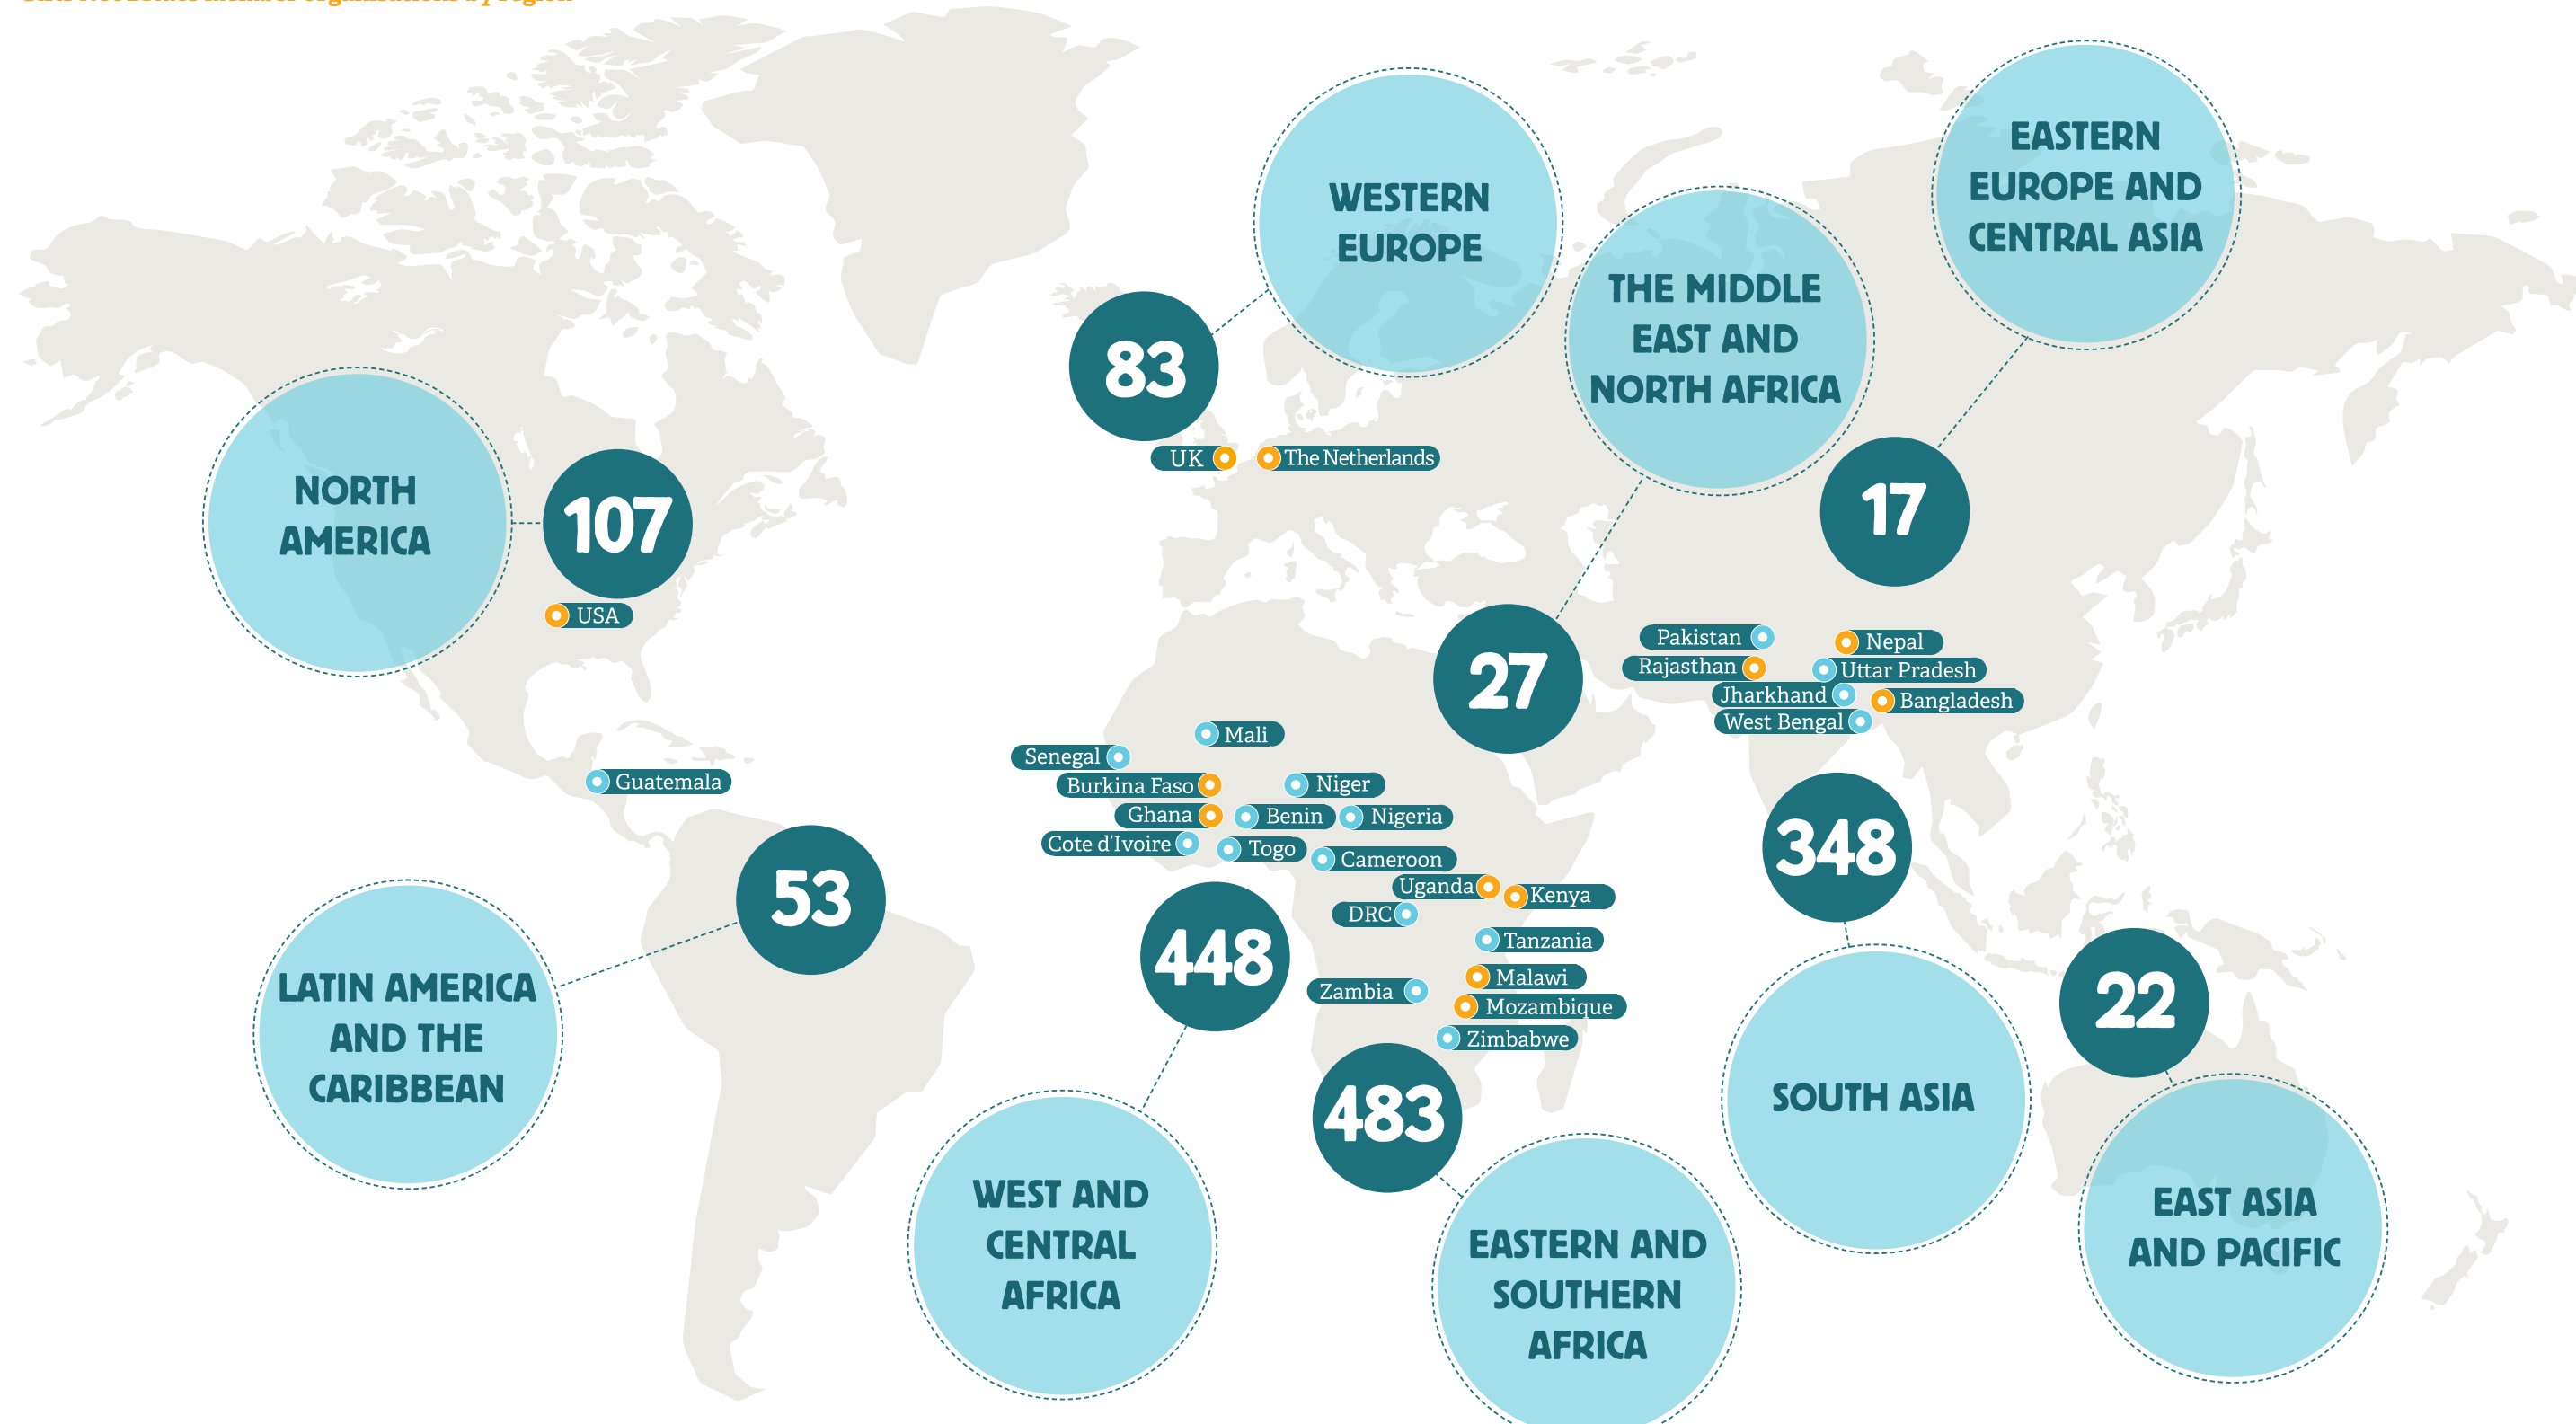 member organisations by region
WESTERN
EUROPE
83
UK
The Netherlands
THE MIDDLE
EAST AND
NORTH AFRICA
27
EASTERN
EUROPE AND
CENTRAL ASIA
17
NORTH
AMERICA
107
USA
Guatemala
LATIN AMERICA
AND THE
CARIBBEAN
53
Pakistan
Nepal
Rajasthan
Uttar Pradesh
Jharkhand
Bangladesh
West Bengal
348
SOUTH ASIA
Mali
Senegal
Burkina Faso
Niger
Ghana
Benin
Nigeria
Cote d'Ivoire
Togo
Cameroon
Uganda
Kenya
DRC
Tanzania
Malawi
Zambia
Mozambique
Zimbabwe
448
WEST AND
CENTRAL
AFRICA
483
EASTERN AND
SOUTHERN
AFRICA
22
EAST ASIA
AND PACIFIC